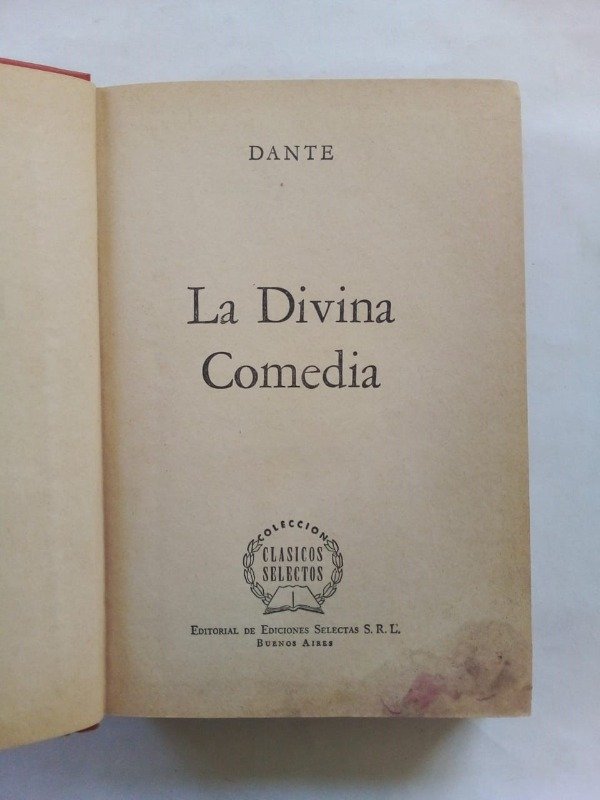 DANTE
La Divina
Comedia
COLECCION
CLASICOS
SELECTOS
EDITORIAL DE EDICIONES SELECTAS S. R. L.
BUENOS AIRES